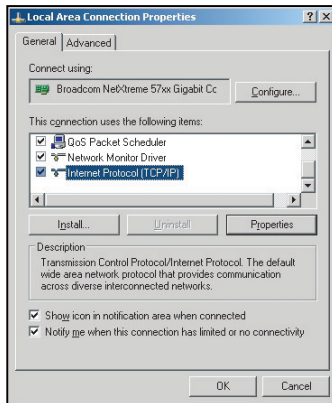 Local Area Connection Properties
General Advanced
Connect using:
Broadcom NetXtreme 57xx Gigabit Cc Configure...
This connection uses the following items:
QoS Packet Scheduler
Network Monitor Driver
Internet Protocol (TCP/IP)
Install... Uninstall Properties
Description
Transmission Control Protocol/Internet Protocol. The default
wide area network protocol that provides communication
across diverse interconnected networks.
Show icon in notification area when connected
Notify me when this connection has limited or no connectivity
OK Cancel